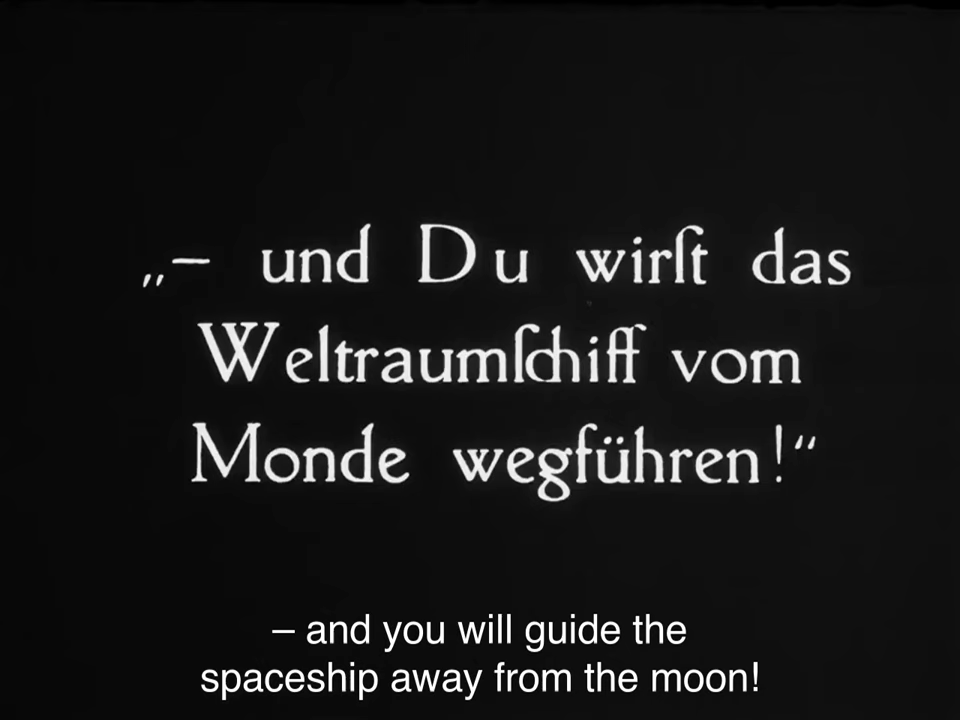 „– und Du wirſt das
Weltraumſchiff vom
Monde wegführen!“
– and you will guide the
spaceship away from the moon!